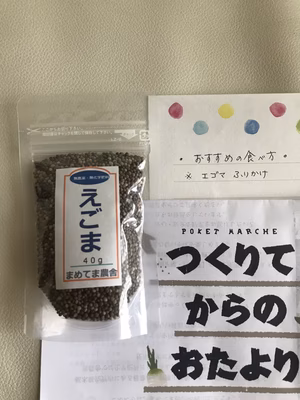 えごま
40g
まめてま農舎
・おすすめの食べ方・
※ エゴマ ふりかけ
POKET MARCHE
つくりて
からの
おたより